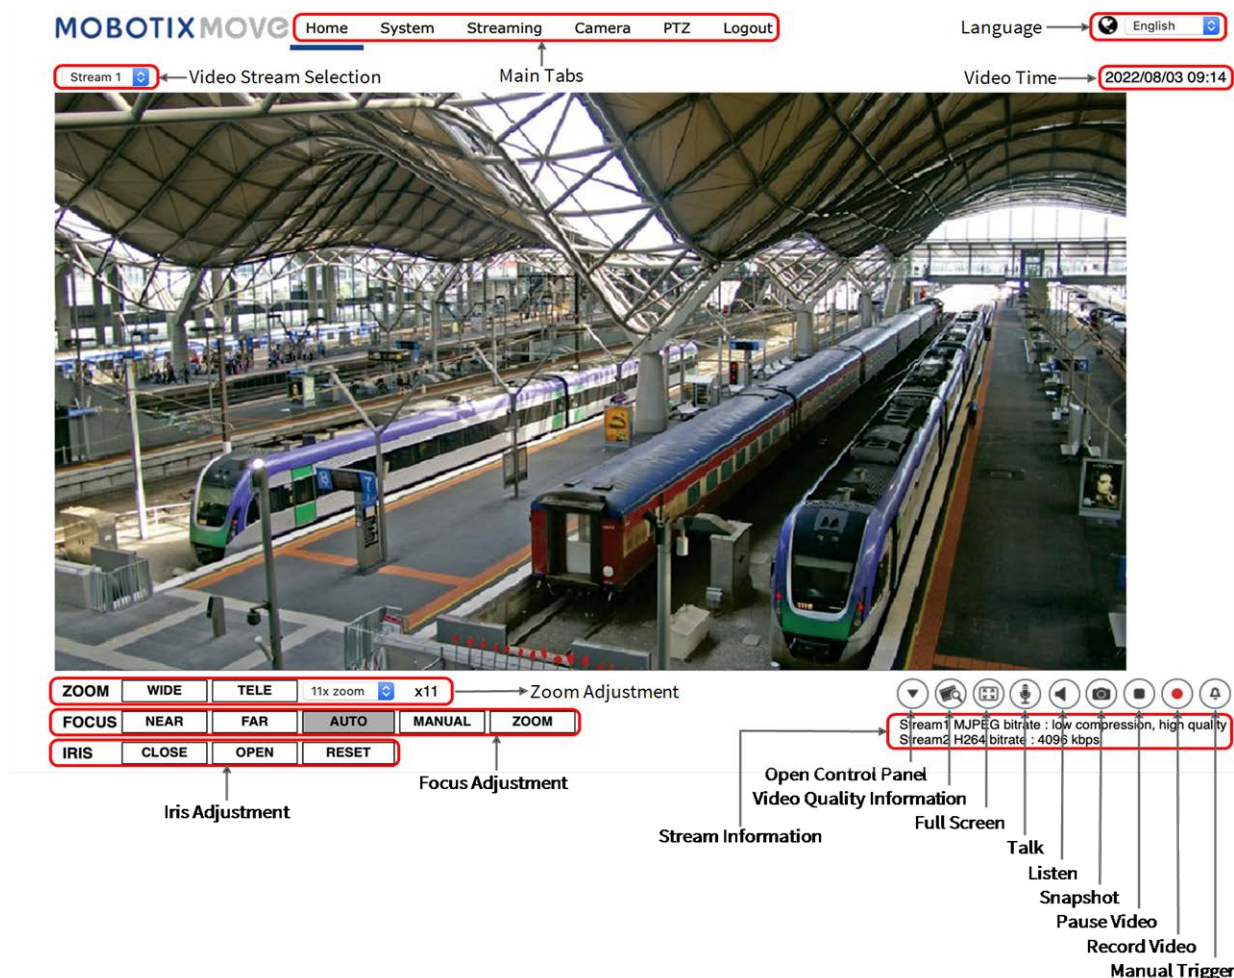 MOBOTIX MOVE
Home System Streaming Camera PTZ Logout
Language
English
Stream 1
Video Stream Selection
Main Tabs
Video Time
2022/08/03 09:14
8 7
ZOOM WIDE TELE 11x zoom x11
Zoom Adjustment
FOCUS NEAR FAR AUTO MANUAL ZOOM
IRIS CLOSE OPEN RESET
Stream1 MJPEG bitrate : low compression, high quality
Stream2 H264 bitrate : 4096 kbps
Focus Adjustment
Iris Adjustment
Open Control Panel
Video Quality Information
Full Screen
Stream Information
Talk
Listen
Snapshot
Pause Video
Record Video
Manual Trigger